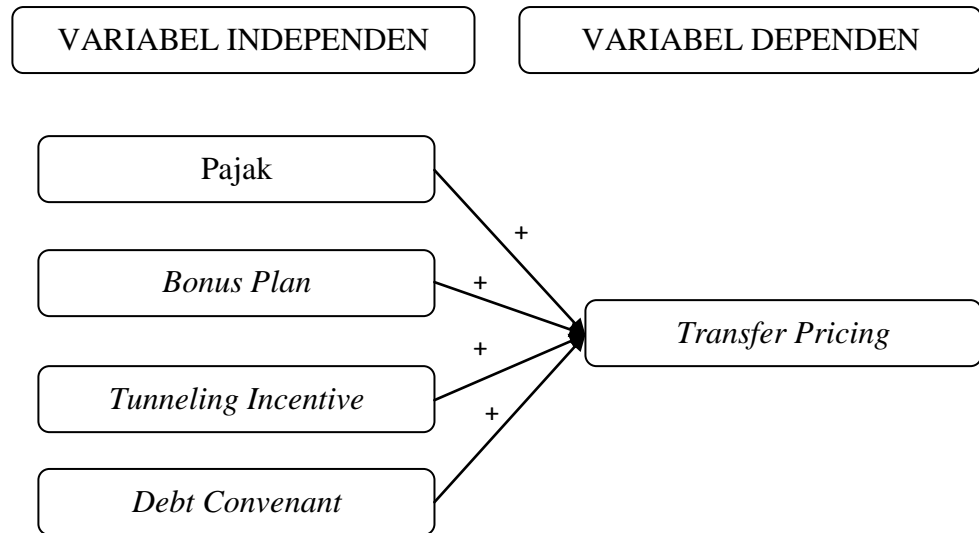 VARIABEL INDEPENDEN
VARIABEL DEPENDEN
Pajak
+
Bonus Plan
+
Transfer Pricing
+
Tunneling Incentive
+
Debt Convenant